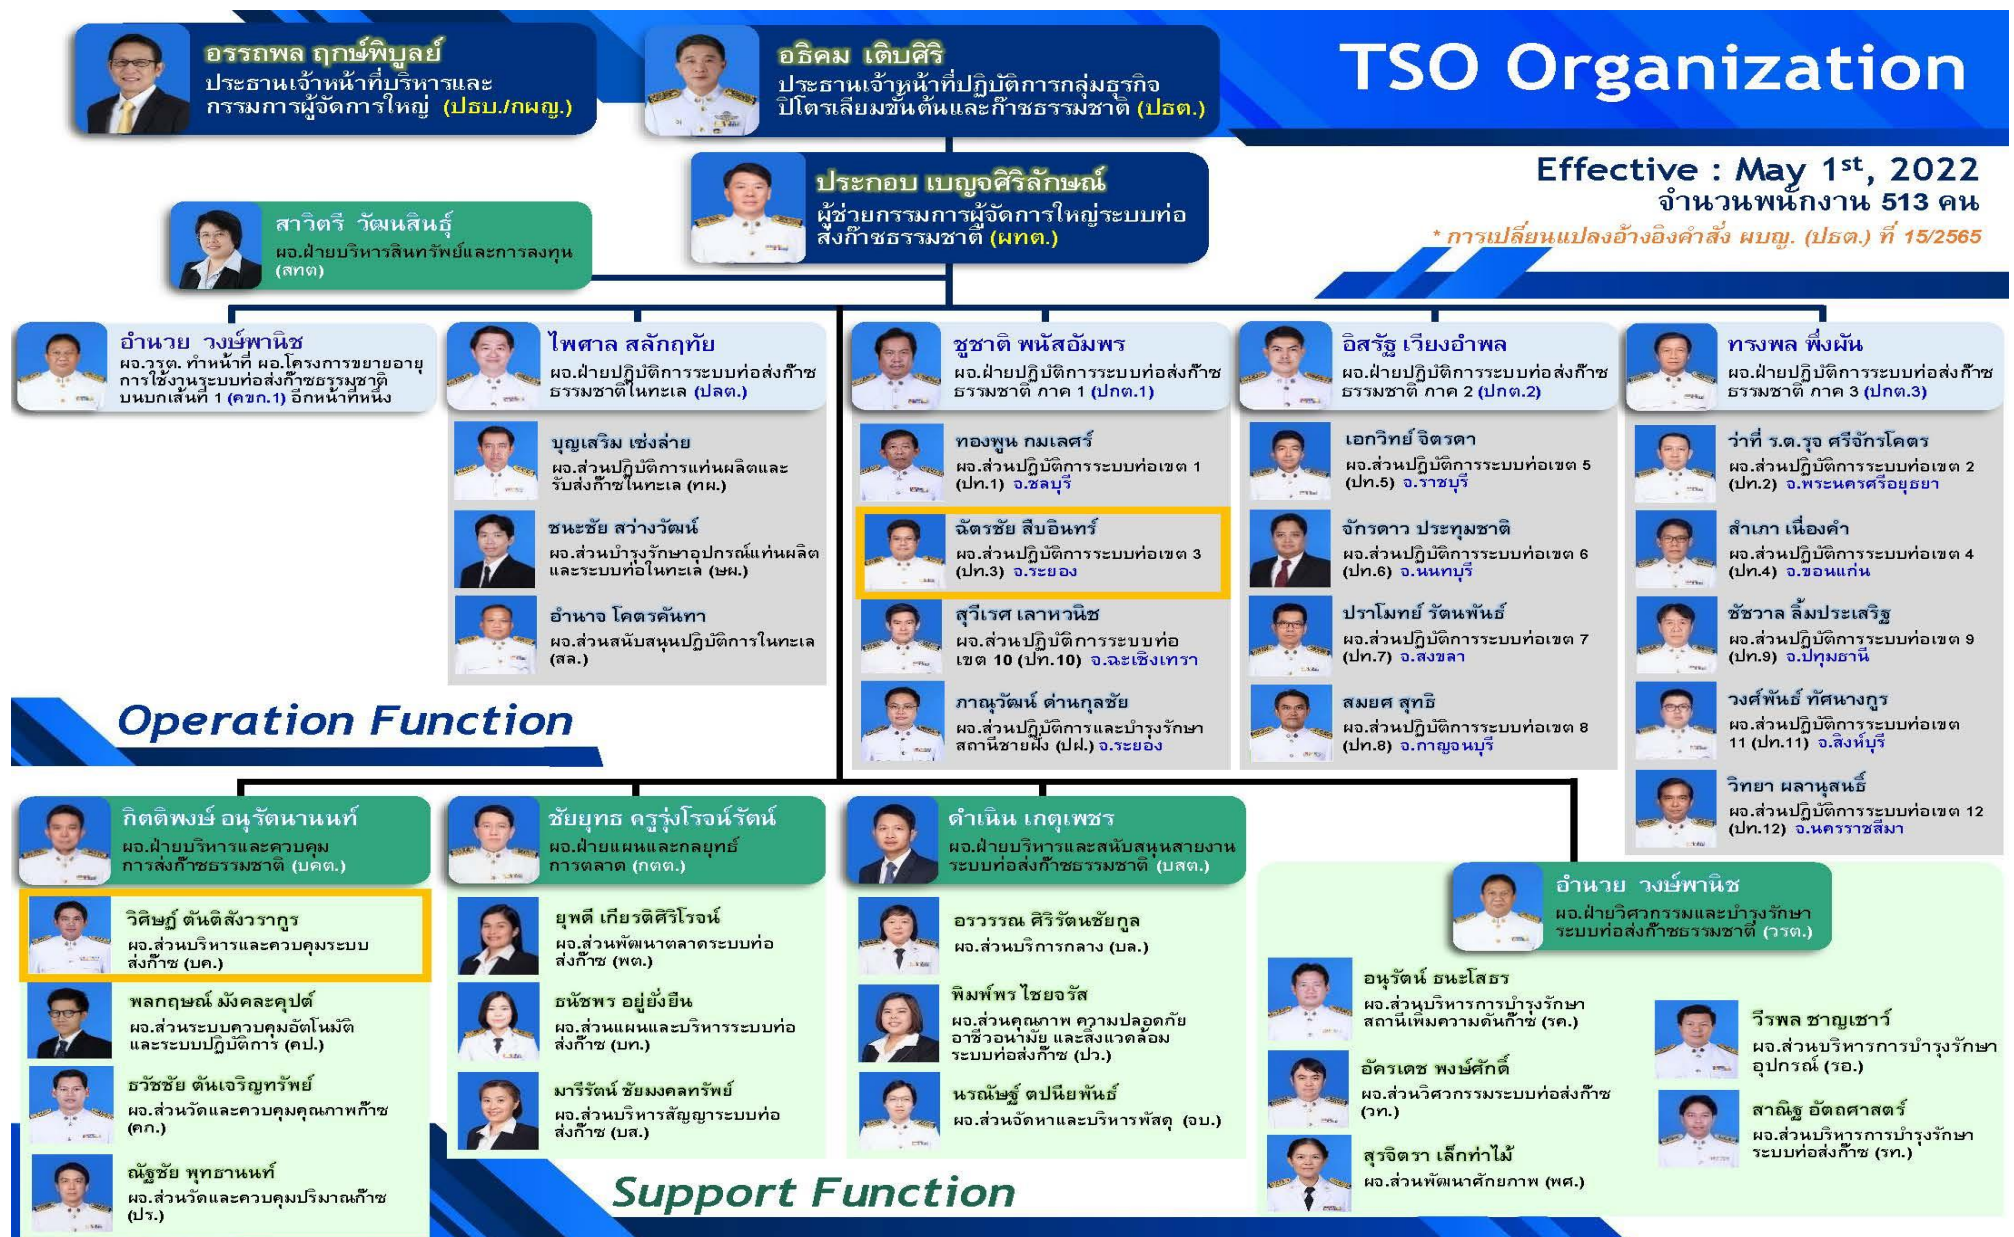 อรรถพล ฤกษ์พิบูลย์
ประธานเจ้าหน้าที่บริหารและ
กรรมการผู้จัดการใหญ่ (ปธบ./กผญ.)
อธิคม เติบศิริ
ประธานเจ้าหน้าที่ปฏิบัติการกลุ่มธุรกิจ
ปิโตรเลียมขั้นต้นและก๊าซธรรมชาติ (ปธต.)
TSO Organization
Effective : May 1st, 2022
จำนวนพนักงาน 513 คน
* การเปลี่ยนแปลงอ้างอิงคำสั่ง ผบญ. (ปธต.) ที่ 15/2565
ประกอบ เบญจศิริลักษณ์
ผู้ช่วยกรรมการผู้จัดการใหญ่ระบบท่อ
ส่งก๊าซธรรมชาติ (ผทต.)
สาวิตรี วัฒนสินธุ์
ผจ.ฝ่ายบริหารสินทรัพย์และการลงทุน
(สทต)
อำนวย วงษ์พานิช
ผจ.วรต. ทำหน้าที่ ผอ.โครงการขยายอายุ
การใช้งานระบบท่อส่งก๊าซธรรมชาติ
บนบกเส้นที่ 1 (คขก.1) อีกหน้าที่หนึ่ง
ไพศาล สลักฤทัย
ผจ.ฝ่ายปฏิบัติการระบบท่อส่งก๊าซ
ธรรมชาติในทะเล (ปลต.)
บุญเสริม เซ่งล่าย
ผจ.ส่วนปฏิบัติการแท่นผลิตและ
รับส่งก๊าซในทะเล (ทผ.)
ชนะชัย สว่างวัฒน์
ผจ.ส่วนบำรุงรักษาอุปกรณ์แท่นผลิต
และระบบท่อในทะเล (ษผ.)
อำนาจ โคตรคันทา
ผจ.ส่วนสนับสนุนปฏิบัติการในทะเล
(สล.)
ชูชาติ พนัสอัมพร
ผจ.ฝ่ายปฏิบัติการระบบท่อส่งก๊าซ
ธรรมชาติ ภาค 1 (ปกต.1)
ทองพูน กมเลศร์
ผจ.ส่วนปฏิบัติการระบบท่อเขต 1
(ปท.1) จ.ชลบุรี
ฉัตรชัย สืบอินทร์
ผจ.ส่วนปฏิบัติการระบบท่อเขต 3
(ปท.3) จ.ระยอง
สุวีเรศ เลาหวนิช
ผจ.ส่วนปฏิบัติการระบบท่อ
เขต 10 (ปท.10) จ.ฉะเชิงเทรา
ภาณุวัฒน์ ด่านกุลชัย
ผจ.ส่วนปฏิบัติการและบำรุงรักษา
สถานีชายฝั่ง (ปฝ.) จ.ระยอง
อิสรัฐ เวียงอำพล
ผจ.ฝ่ายปฏิบัติการระบบท่อส่งก๊าซ
ธรรมชาติ ภาค 2 (ปกต.2)
เอกวิทย์ จิตรดา
ผจ.ส่วนปฏิบัติการระบบท่อเขต 5
(ปท.5) จ.ราชบุรี
จักรดาว ประทุมชาติ
ผจ.ส่วนปฏิบัติการระบบท่อเขต 6
(ปท.6) จ.นนทบุรี
ปราโมทย์ รัตนพันธ์
ผจ.ส่วนปฏิบัติการระบบท่อเขต 7
(ปท.7) จ.สงขลา
สมยศ สุทธิ
ผจ.ส่วนปฏิบัติการระบบท่อเขต 8
(ปท.8) จ.กาญจนบุรี
ทรงพล พึ่งผัน
ผจ.ฝ่ายปฏิบัติการระบบท่อส่งก๊าซ
ธรรมชาติ ภาค 3 (ปกต.3)
ว่าที่ ร.ต.รุจ ศรีจักรโคตร
ผจ.ส่วนปฏิบัติการระบบท่อเขต 2
(ปท.2) จ.พระนครศรีอยุธยา
สำเภา เนื่องคำ
ผจ.ส่วนปฏิบัติการระบบท่อเขต 4
(ปท.4) จ.ขอนแก่น
ชัชวาล ลิ้มประเสริฐ
ผจ.ส่วนปฏิบัติการระบบท่อเขต 9
(ปท.9) จ.ปทุมธานี
วงศ์พันธ์ ทัศนางกูร
ผจ.ส่วนปฏิบัติการระบบท่อเขต
11 (ปท.11) จ.สิงห์บุรี
วิทยา ผลานุสนธิ์
ผจ.ส่วนปฏิบัติการระบบท่อเขต 12
(ปท.12) จ.นครราชสีมา
Operation Function
กิตติพงษ์ อนุรัตนานนท์
ผจ.ฝ่ายบริหารและควบคุม
การส่งก๊าซธรรมชาติ (บคต.)
วิศิษฎ์ ตันติสังวรากูร
ผจ.ส่วนบริหารและควบคุมระบบ
ส่งก๊าซ (บค.)
พลกฤษณ์ มังคละคุปต์
ผจ.ส่วนระบบควบคุมอัตโนมัติ
และระบบปฏิบัติการ (คป.)
ธวัชชัย ตันเจริญทรัพย์
ผจ.ส่วนวัดและควบคุมคุณภาพก๊าซ
(คก.)
ณัฐชัย พุทธานนท์
ผจ.ส่วนวัดและควบคุมปริมาณก๊าซ
(ปร.)
ชัยยุทธ ครูรุ่งโรจน์รัตน์
ผจ.ฝ่ายแผนและกลยุทธ์
การตลาด (กตต.)
ยุพดี เกียรติศิริโรจน์
ผจ.ส่วนพัฒนาตลาดระบบท่อ
ส่งก๊าซ (พต.)
ธนัชพร อยู่ยั่งยืน
ผจ.ส่วนแผนและบริหารระบบท่อ
ส่งก๊าซ (บท.)
มารีรัตน์ ชัยมงคลทรัพย์
ผจ.ส่วนบริหารสัญญาระบบท่อ
ส่งก๊าซ (บส.)
ดำเนิน เกตุเพชร
ผจ.ฝ่ายบริหารและสนับสนุนสายงาน
ระบบท่อส่งก๊าซธรรมชาติ (บสต.)
อรวรรณ ศิริรัตนชัยกูล
ผจ.ส่วนบริการกลาง (บล.)
พิมพ์พร ไชยจรัส
ผจ.ส่วนคุณภาพ ความปลอดภัย
อาชีวอนามัย และสิ่งแวดล้อม
ระบบท่อส่งก๊าซ (ปว.)
นรณัษฐ์ ตปนียพันธ์
ผจ.ส่วนจัดหาและบริหารพัสดุ (จบ.)
อำนวย วงษ์พานิช
ผจ.ฝ่ายวิศวกรรมและบำรุงรักษา
ระบบท่อส่งก๊าซธรรมชาติ (วรต.)
อนุรัตน์ ธนะโสธร
ผจ.ส่วนบริหารการบำรุงรักษา
สถานีเพิ่มความดันก๊าซ (รค.)
อัครเดช พงษ์ศักดิ์
ผจ.ส่วนวิศวกรรมระบบท่อส่งก๊าซ
(วท.)
สุรจิตรา เล็กท่าไม้
ผจ.ส่วนพัฒนาศักยภาพ (พศ.)
วีรพล ชาญเชาว์
ผจ.ส่วนบริหารการบำรุงรักษา
อุปกรณ์ (รอ.)
สาณิฐ อัตถศาสตร์
ผจ.ส่วนบริหารการบำรุงรักษา
ระบบท่อส่งก๊าซ (รท.)
Support Function